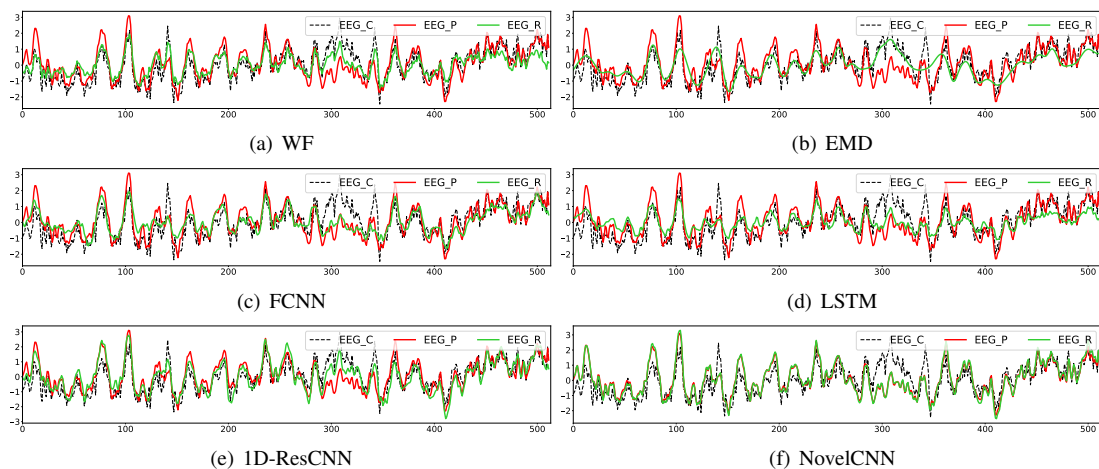 EEG_C EEG_P EEG_R EEG_C EEG_P EEG_R
3 3
2 2
1 1
0 0
−1 −1
−2 −2
0 100 200 300 400 500 0 100 200 300 400 500
(a) WF (b) EMD
EEG_C EEG_P EEG_R EEG_C EEG_P EEG_R
3 3
2 2
1 1
0 0
−1 −1
−2 −2
0 100 200 300 400 500 0 100 200 300 400 500
(c) FCNN (d) LSTM
EEG_C EEG_P EEG_R EEG_C EEG_P EEG_R
3 3
2 2
1 1
0 0
−1 −1
−2 −2
−3
0 100 200 300 400 500 0 100 200 300 400 500
(e) 1D-ResCNN (f) NovelCNN